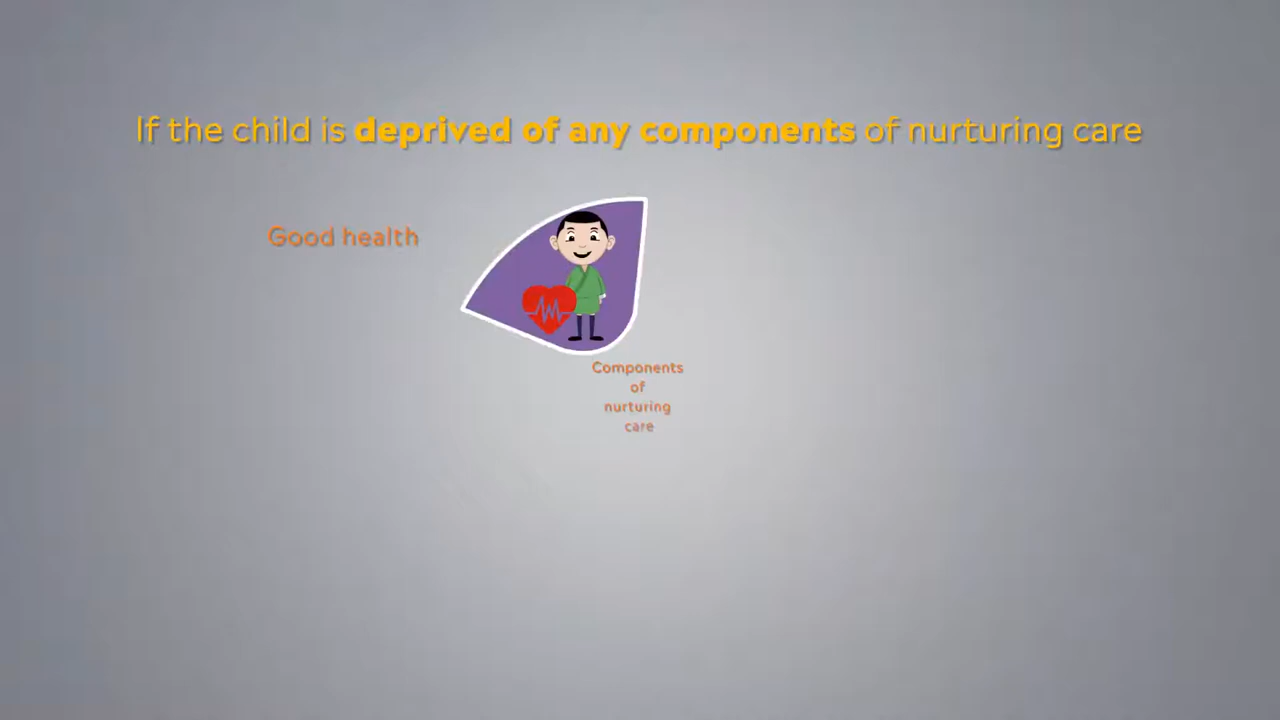 If the child is deprived of any components of nurturing care
Good health
Components
of
nurturing
care